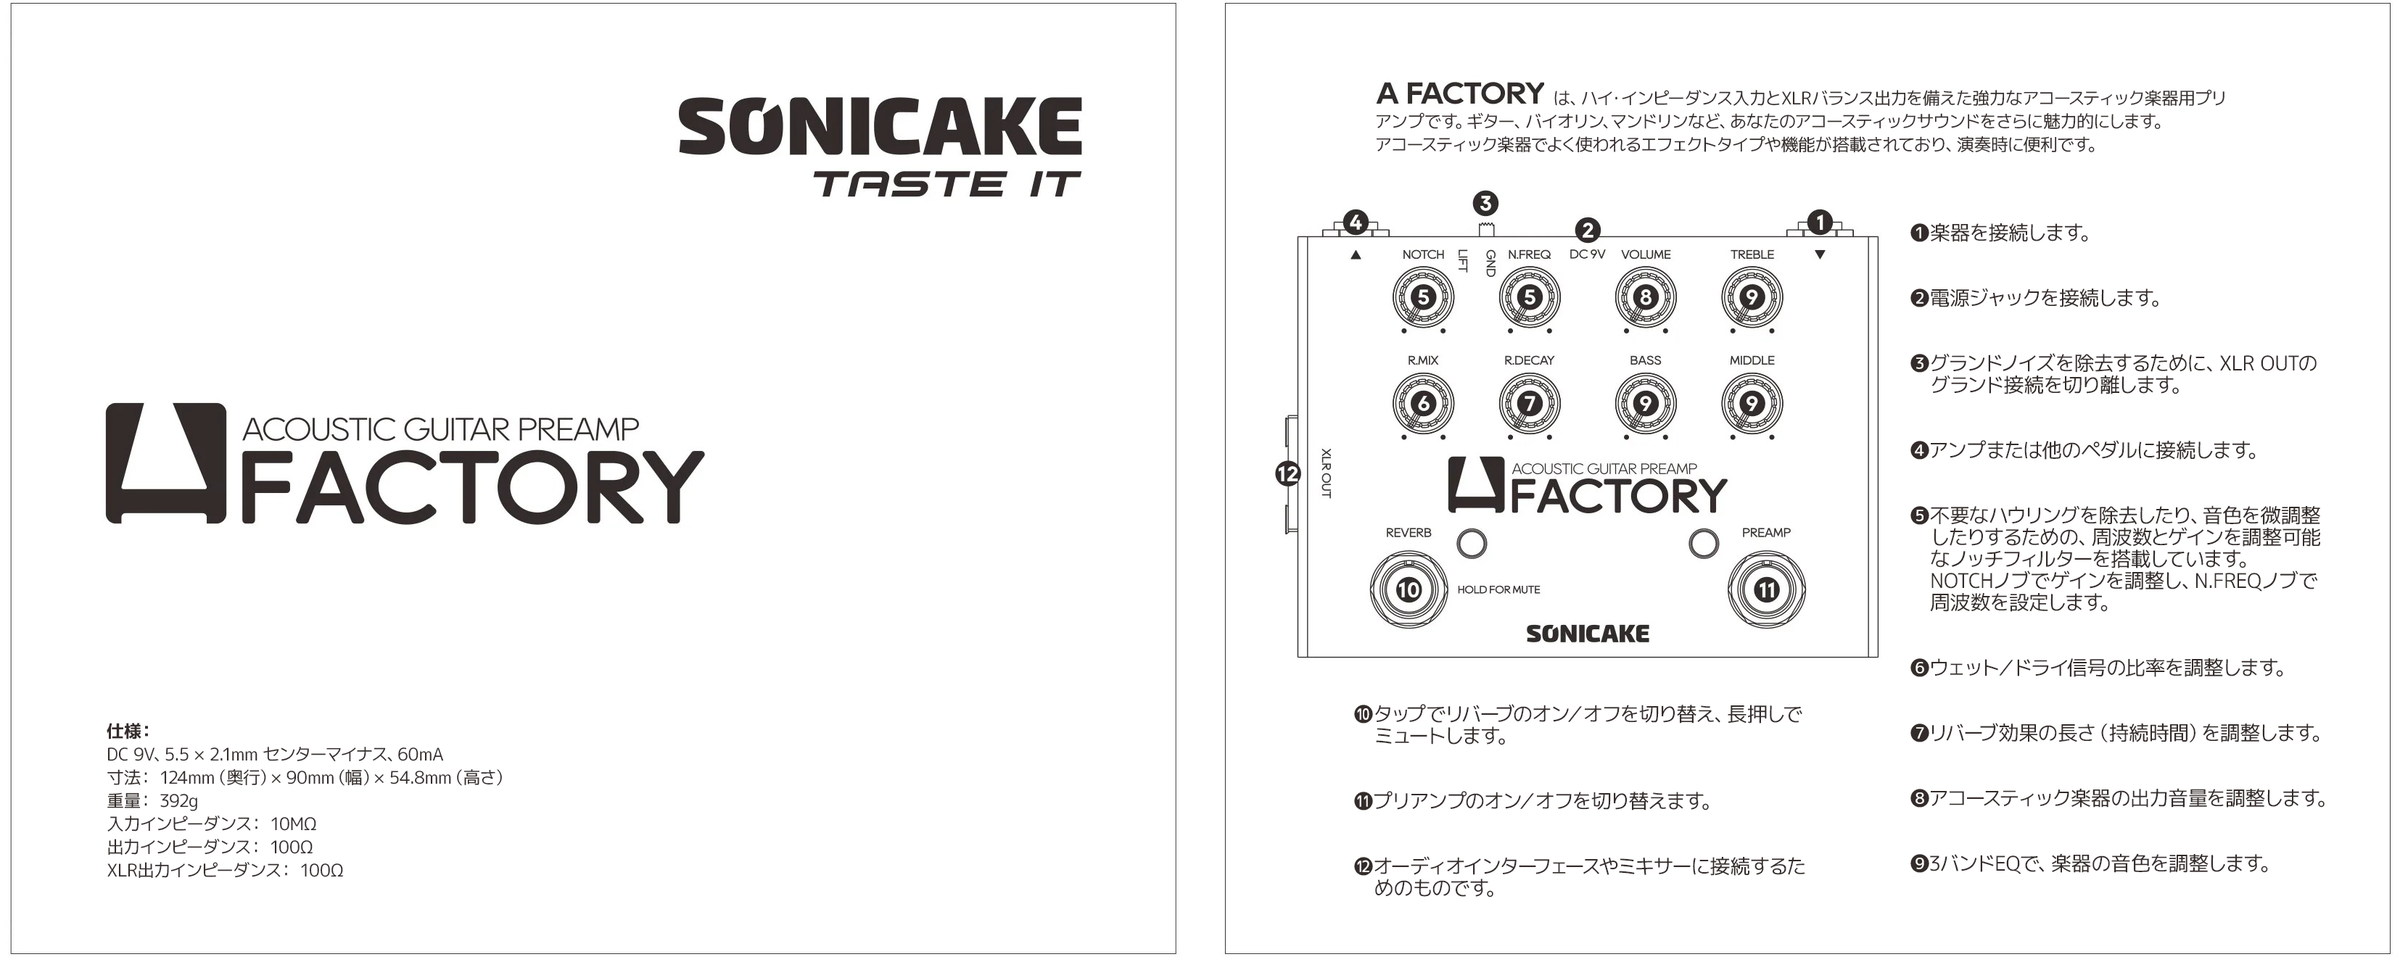 SONICAKE
TASTE IT
ACOUSTIC GUITAR PREAMP
FACTORY
仕様：
DC 9V、5.5 × 2.1mm センターマイナス、60mA
寸法： 124mm（奥行）× 90mm（幅）× 54.8mm（高さ）
重量： 392g
入力インピーダンス： 10MΩ
出力インピーダンス： 100Ω
XLR出力インピーダンス： 100Ω
A FACTORY は、ハイ・インピーダンス入力とXLRバランス出力を備えた強力なアコースティック楽器用プリ
アンプです。ギター、バイオリン、マンドリンなど、あなたのアコースティックサウンドをさらに魅力的にします。
アコースティック楽器でよく使われるエフェクトタイプや機能が搭載されており、演奏時に便利です。
4
3
2
1
▲
NOTCH
LIFT
GND
N.FREQ
DC 9V
VOLUME
TREBLE
▼
5
5
8
9
R.MIX
R.DECAY
BASS
MIDDLE
6
7
9
9
12
XLR OUT
ACOUSTIC GUITAR PREAMP
FACTORY
REVERB
PREAMP
10
HOLD FOR MUTE
11
SONICAKE
❶楽器を接続します。
❷電源ジャックを接続します。
❸グランドノイズを除去するために、XLR OUTの
グランド接続を切り離します。
❹アンプまたは他のペダルに接続します。
❺不要なハウリングを除去したり、音色を微調整
したりするための、周波数とゲインを調整可能
なノッチフィルターを搭載しています。
NOTCHノブでゲインを調整し、N.FREQノブで
周波数を設定します。
❻ウェット／ドライ信号の比率を調整します。
❼リバーブ効果の長さ（持続時間）を調整します。
❽アコースティック楽器の出力音量を調整します。
❾3バンドEQで、楽器の音色を調整します。
❿タップでリバーブのオン／オフを切り替え、長押しで
ミュートします。
⓫プリアンプのオン／オフを切り替えます。
⓬オーディオインターフェースやミキサーに接続するた
めのものです。